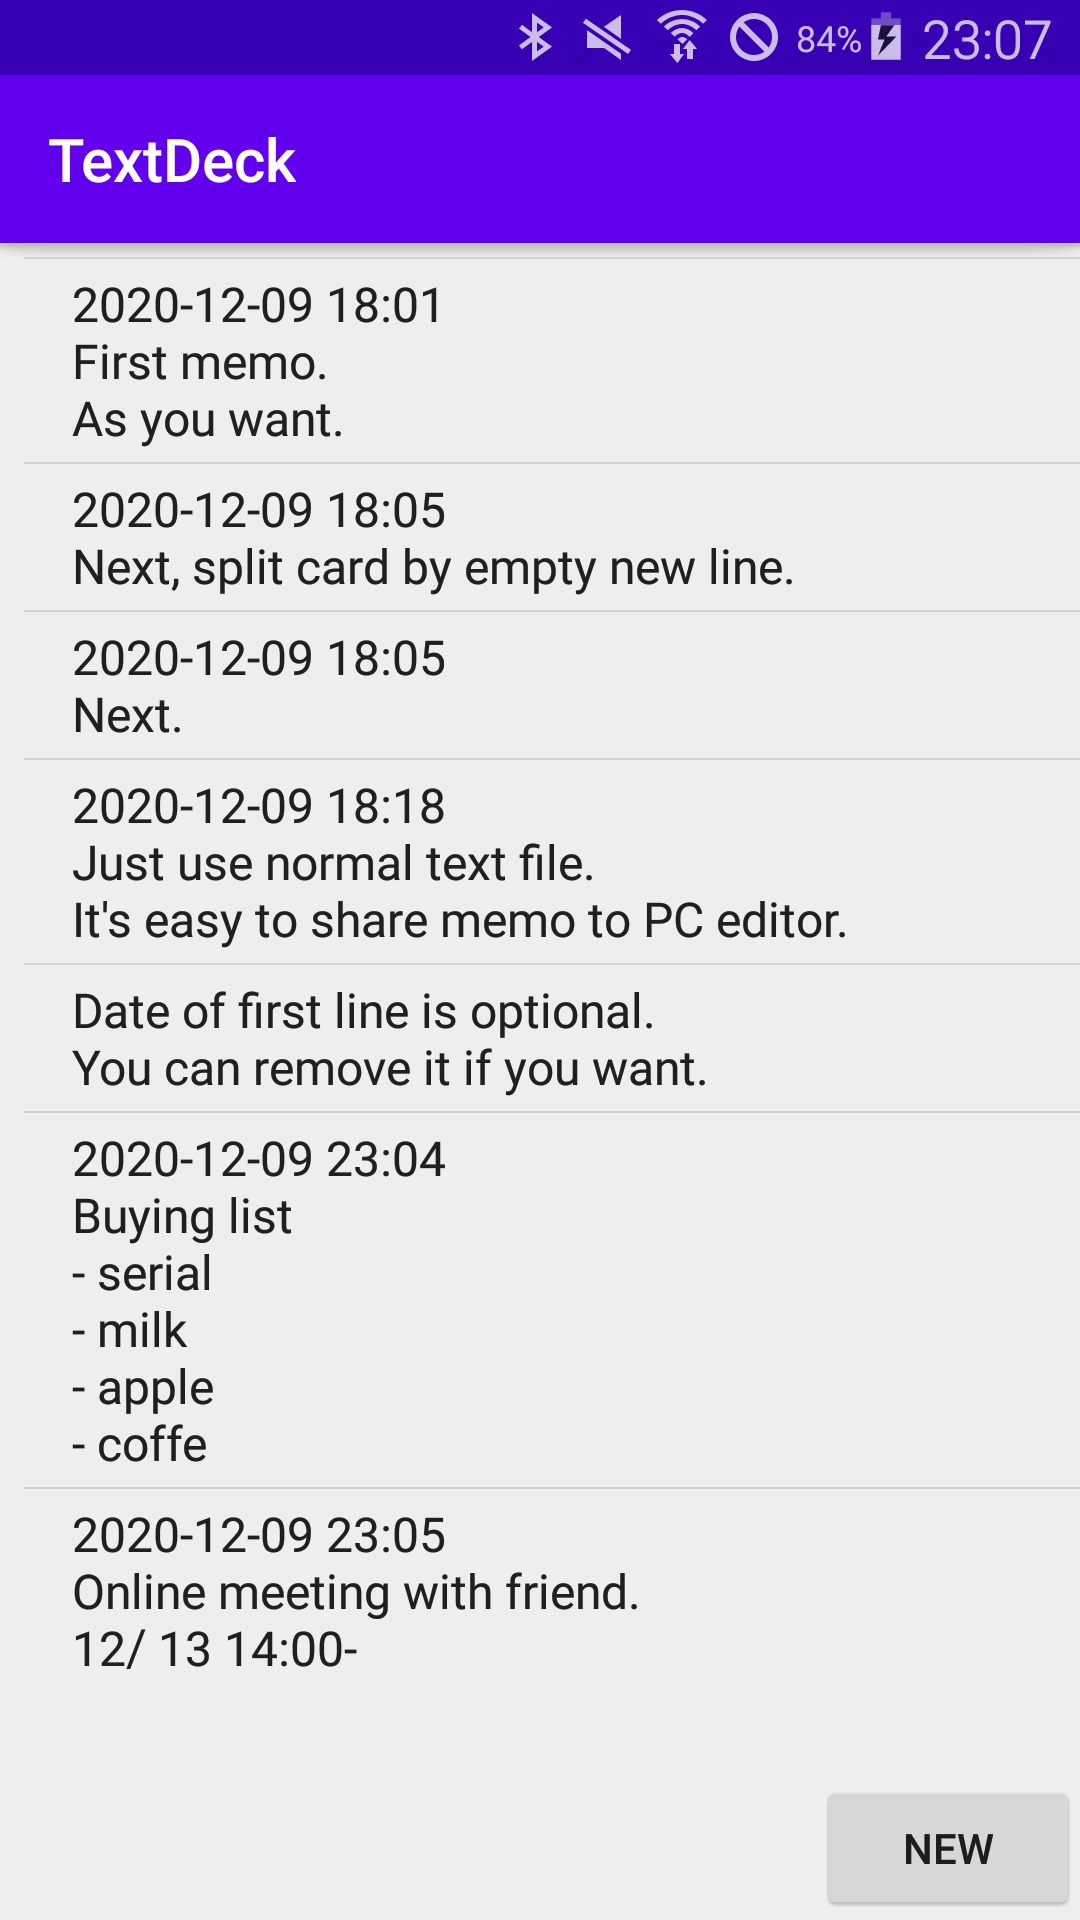 84% 23:07
TextDeck
2020-12-09 18:01
First memo.
As you want.
2020-12-09 18:05
Next, split card by empty new line.
2020-12-09 18:05
Next.
2020-12-09 18:18
Just use normal text file.
It's easy to share memo to PC editor.
Date of first line is optional.
You can remove it if you want.
2020-12-09 23:04
Buying list
- serial
- milk
- apple
- coffe
2020-12-09 23:05
Online meeting with friend.
12/ 13 14:00-
NEW